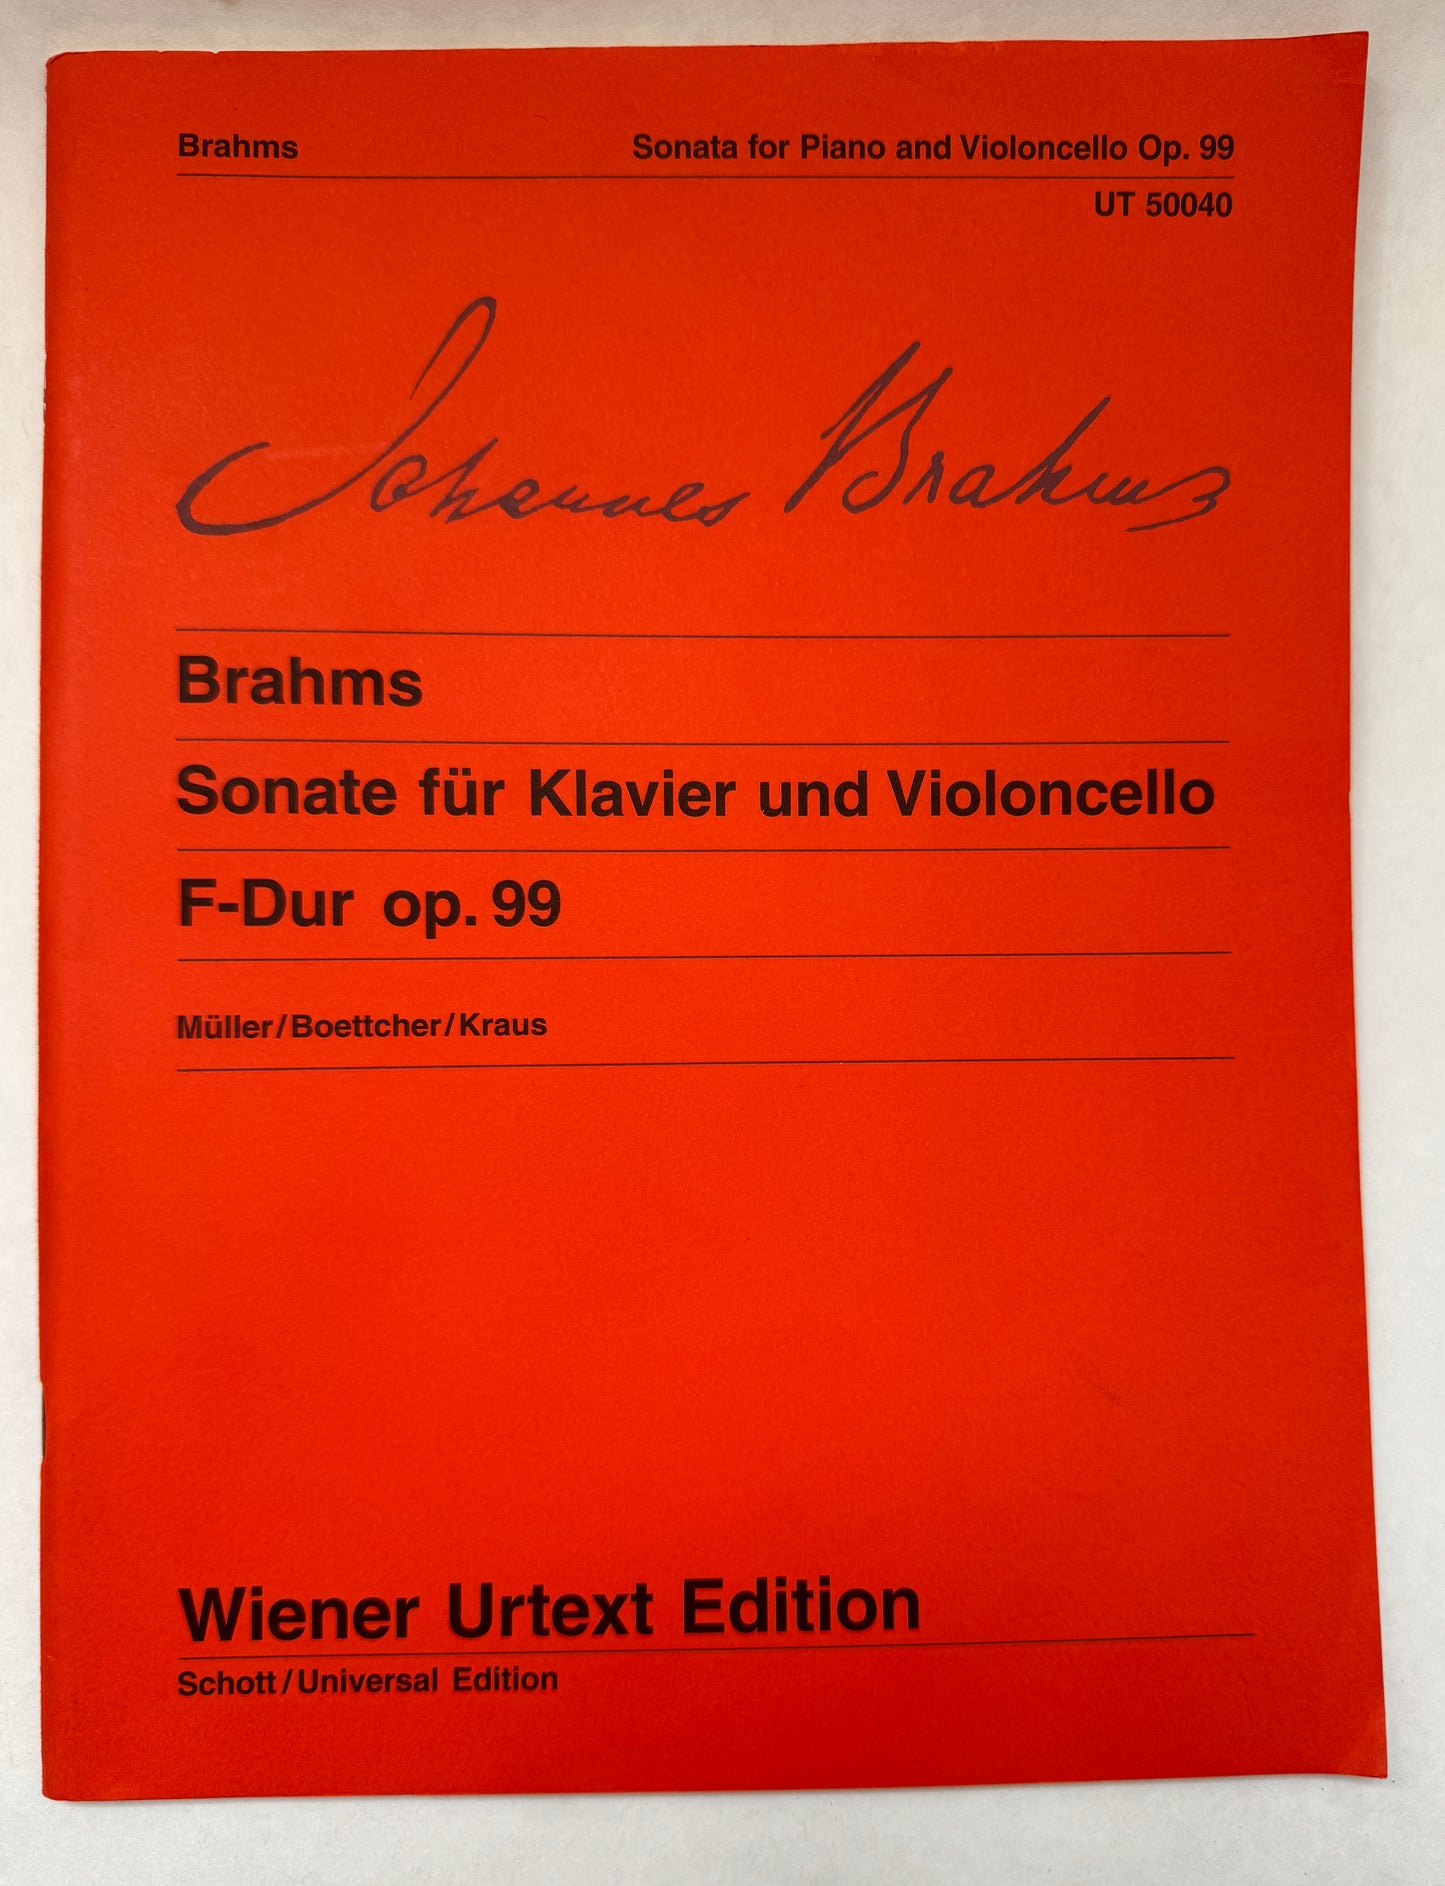 Brahms Sonata for Piano and Violoncello Op. 99
UT 50040
Johannes Brahms
Brahms
Sonate für Klavier und Violoncello
F-Dur op. 99
Müller/Boettcher/Kraus
Wiener Urtext Edition
Schott/Universal Edition